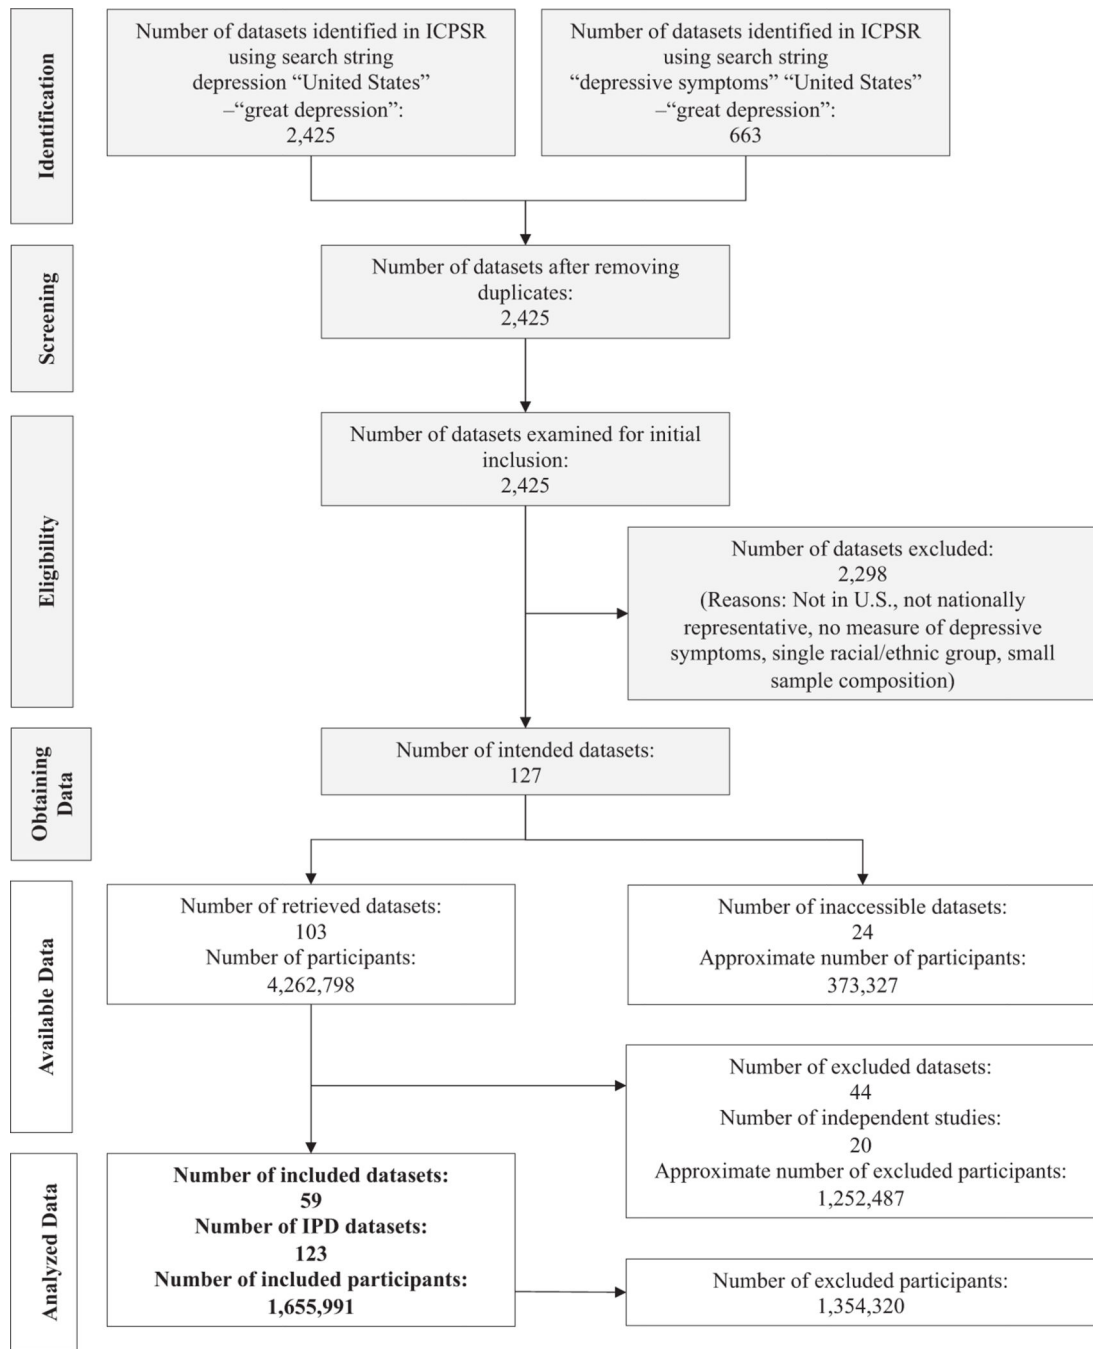 Identification
Number of datasets identified in ICPSR
using search string
depression “United States”
–“great depression”:
2,425
Number of datasets identified in ICPSR
using search string
“depressive symptoms” “United States”
–“great depression”:
663
Screening
Number of datasets after removing
duplicates:
2,425
Eligibility
Number of datasets examined for initial
inclusion:
2,425
Number of datasets excluded:
2,298
(Reasons: Not in U.S., not nationally
representative, no measure of depressive
symptoms, single racial/ethnic group, small
sample composition)
Obtaining
Data
Number of intended datasets:
127
Available Data
Number of retrieved datasets:
103
Number of participants:
4,262,798
Number of inaccessible datasets:
24
Approximate number of participants:
373,327
Number of excluded datasets:
44
Number of independent studies:
20
Approximate number of excluded participants:
1,252,487
Analyzed Data
Number of included datasets:
59
Number of IPD datasets:
123
Number of included participants:
1,655,991
Number of excluded participants:
1,354,320